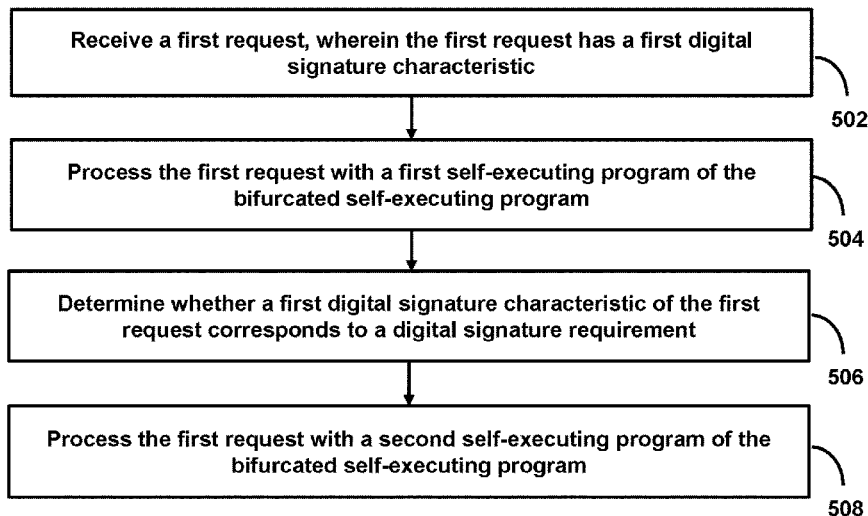 Receive a first request, wherein the first request has a first digital
signature characteristic
502
Process the first request with a first self-executing program of the
bifurcated self-executing program
504
Determine whether a first digital signature characteristic of the first
request corresponds to a digital signature requirement
506
Process the first request with a second self-executing program of the
bifurcated self-executing program
508